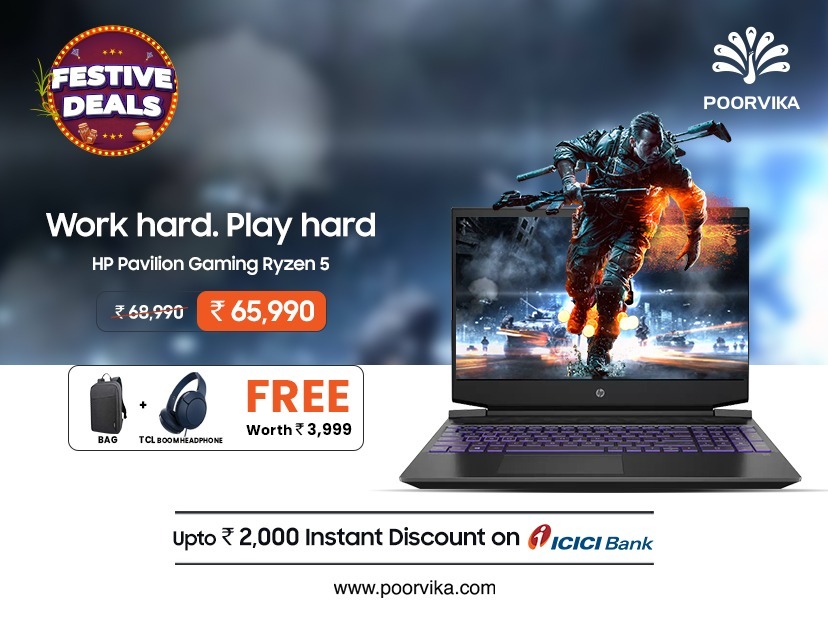 FESTIVE
DEALS
POORVIKA
Work hard. Play hard
HP Pavilion Gaming Ryzen 5
₹ 68,990 ₹ 65,990
BAG + TCL BOOM HEADPHONE
FREE
Worth ₹ 3,999
hp
Upto ₹ 2,000 Instant Discount on ICICI Bank
www.poorvika.com